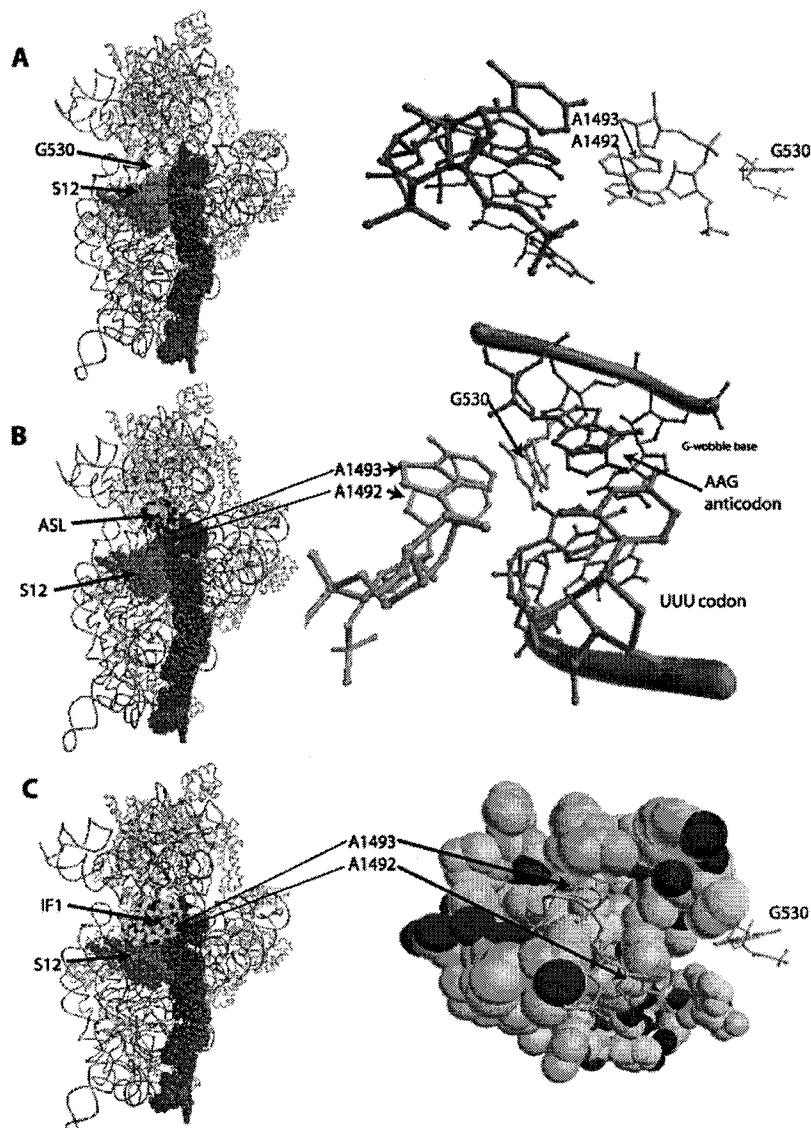 A
G530
S12
A1493
A1492
G530
B
G530
G-wobble base
A1493
A1492
AAG
anticodon
ASL
S12
UUU codon
C
A1493
A1492
IF1
G530
S12